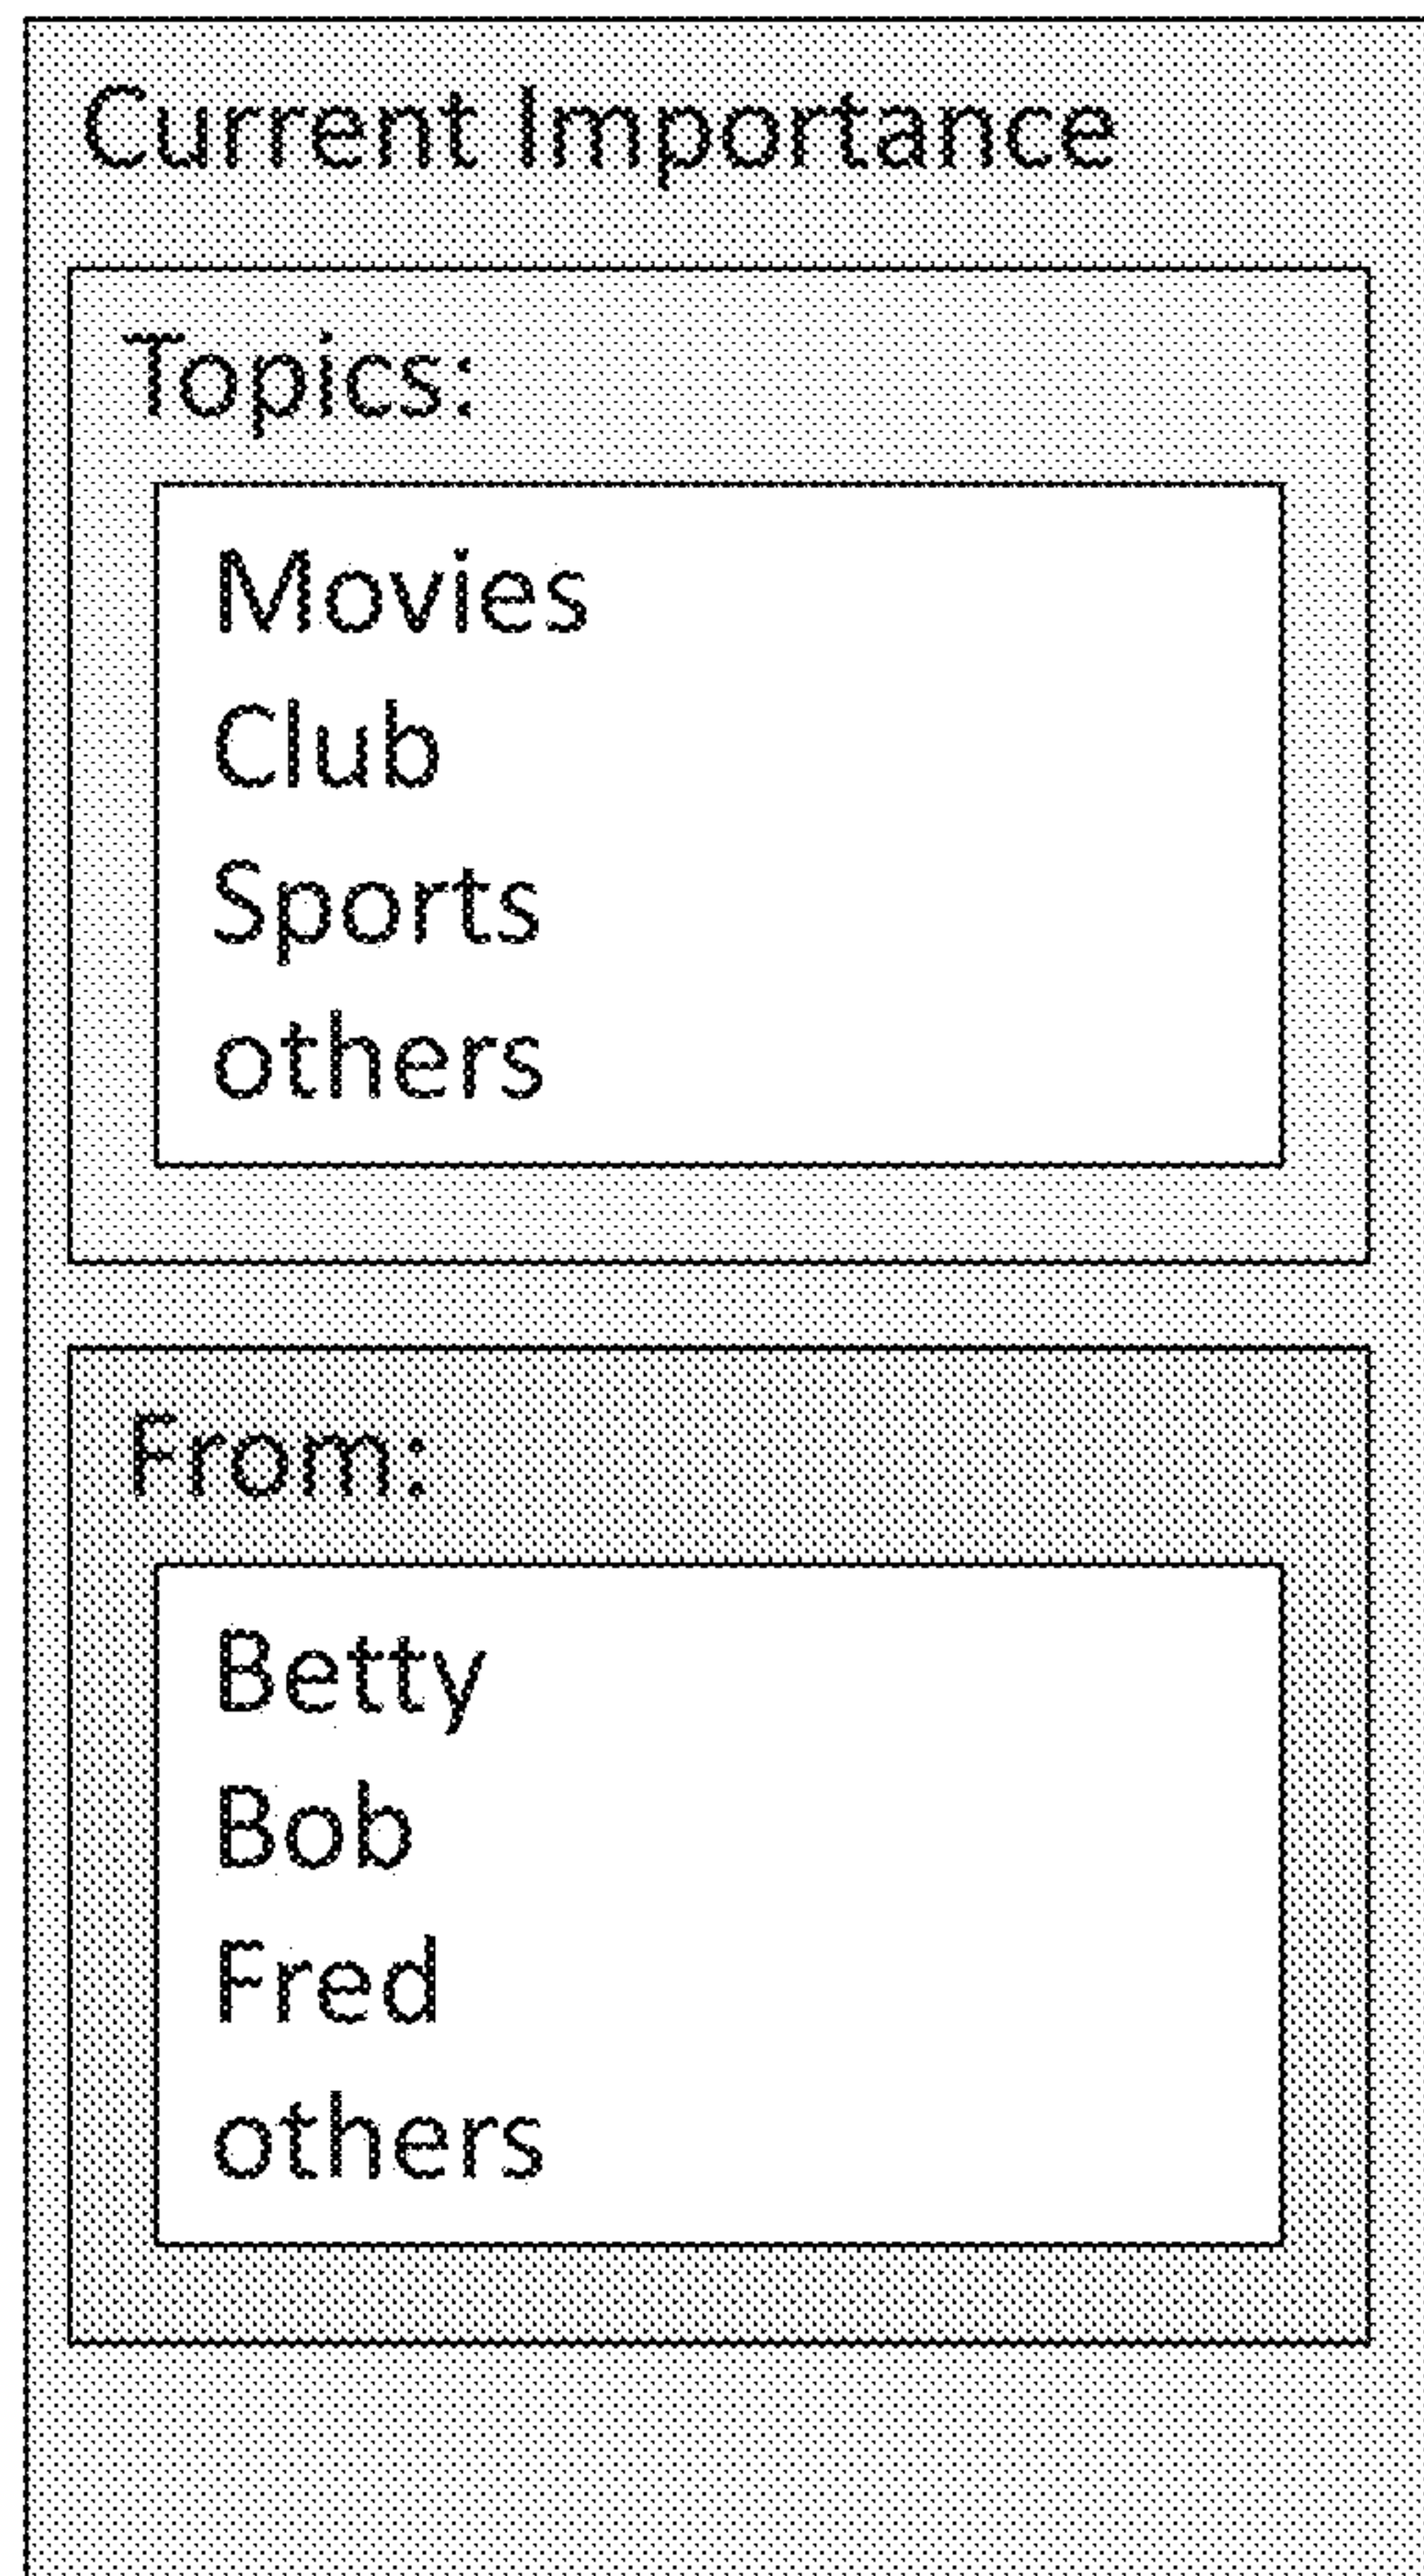 Current Importance
Topics:
Movies
Club
Sports
others
From:
Betty
Bob
Fred
others